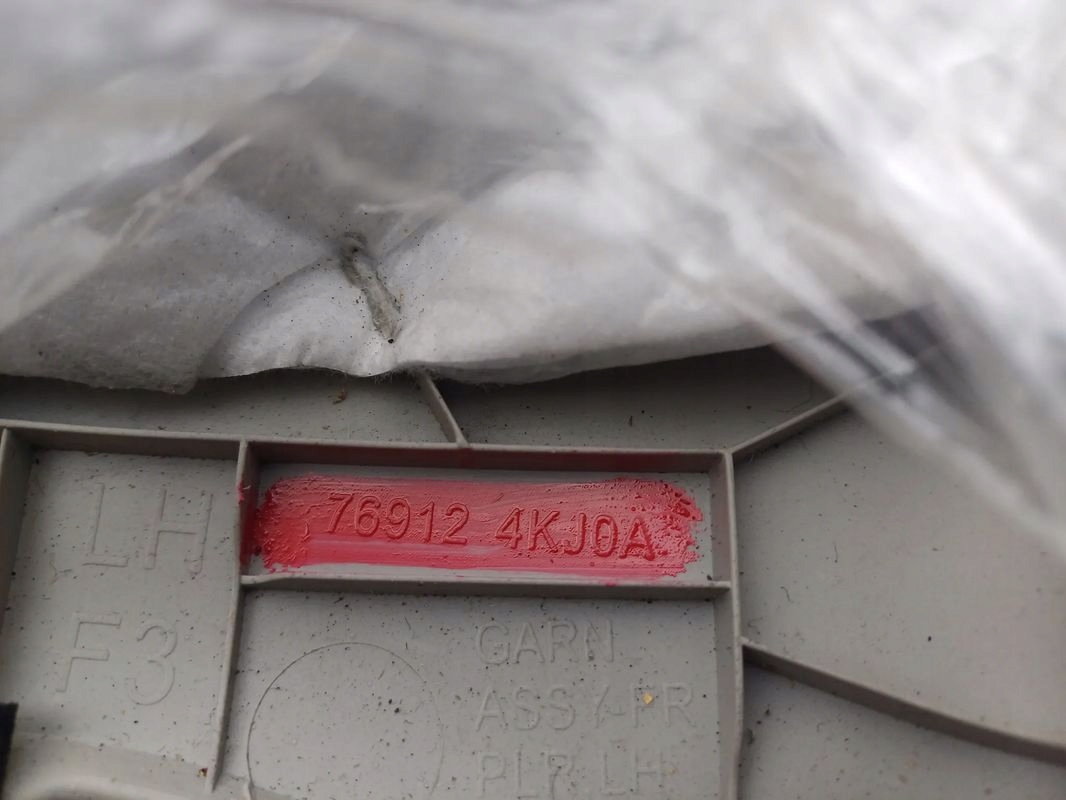 LH
76912 4KJ0A
F3
GARN
ASSY-FR
PLR LH